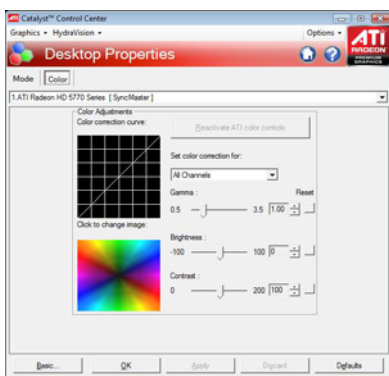 Catalyst™ Control Center
Graphics HydraVision
Options
ATI
RADEON
PREMIUM
GRAPHICS
Desktop Properties
Mode
Color
1.ATI Radeon HD 5770 Series [ SyncMaster ]
Color Adjustments
Color correction curve:
Reactivate ATI color controls
Set color correction for:
All Channels
Gamma :
Reset
0.5
3.5
1.00
Click to change image:
Brightness :
-100
100
0
Contrast :
0
200
100
Basic...
OK
Apply
Discard
Defaults